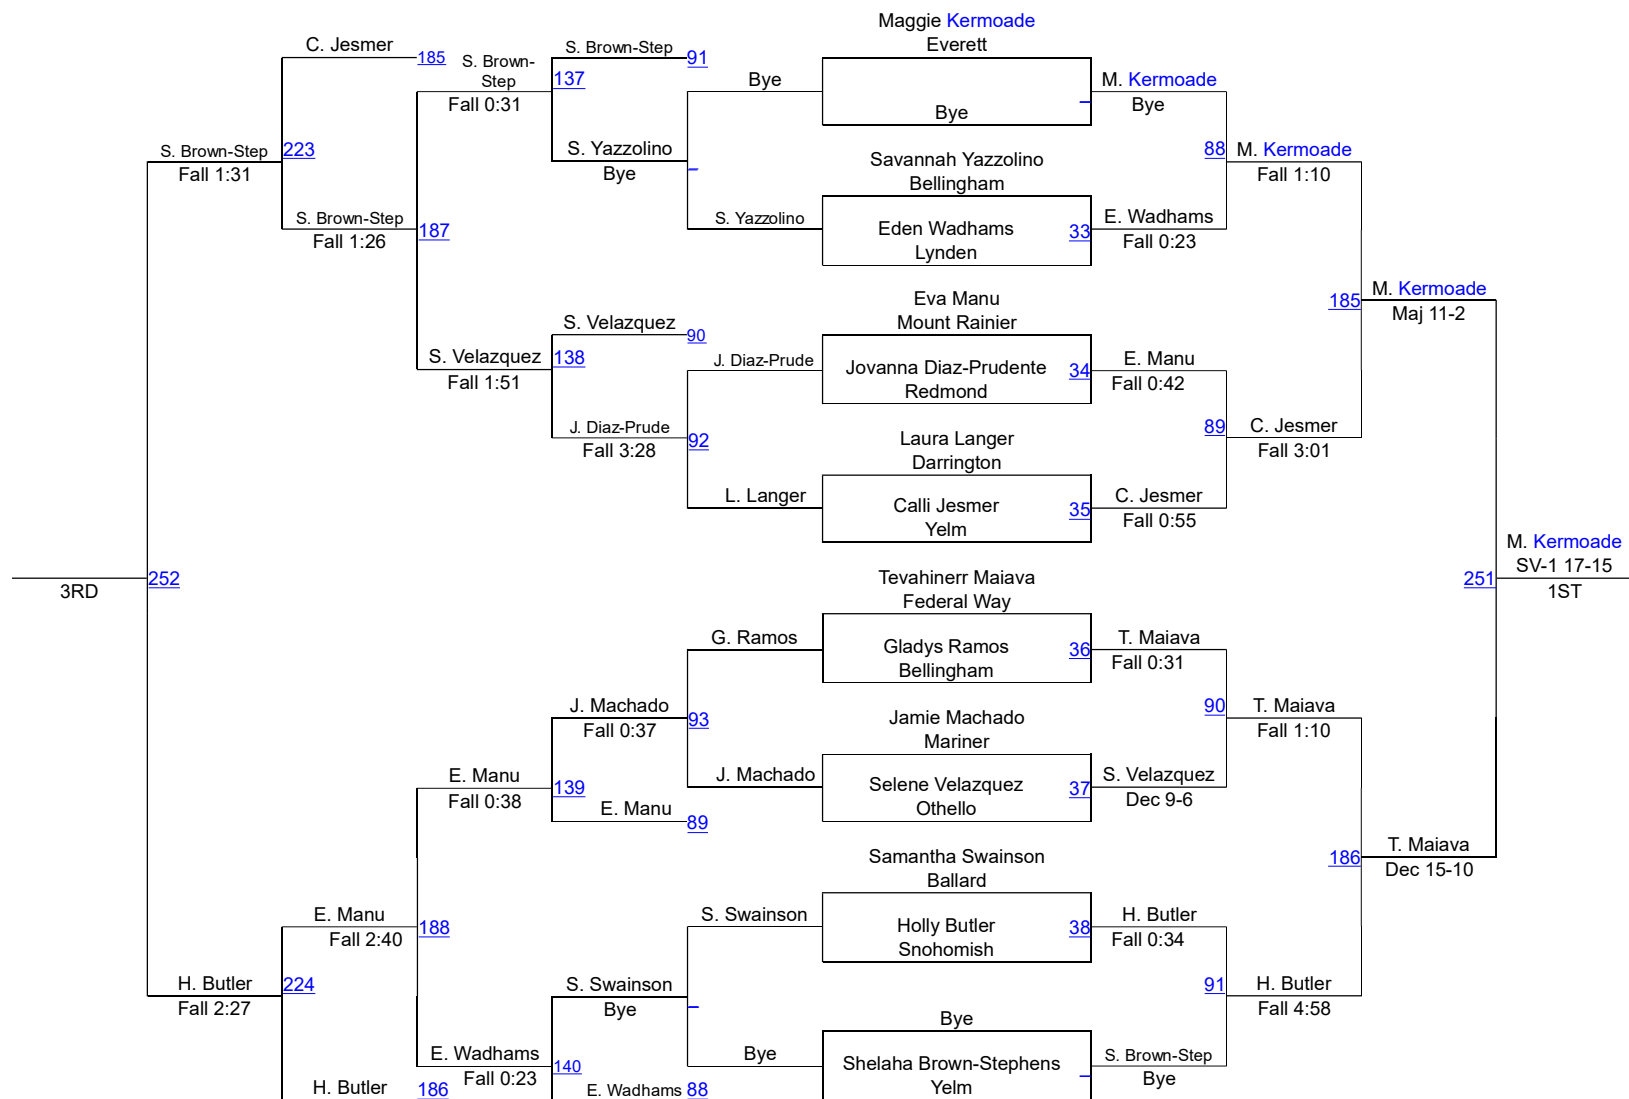 Maggie Kermoade
C. Jesmer
S. Brown-Step
Everett
185
S. Brown-
Step
91
137
Bye
M. Kermoade
Fall 0:31
Bye
Bye
S. Brown-Step
223
S. Yazzolino
Savannah Yazzolino
88
M. Kermoade
Fall 1:31
Bye
Bellingham
Fall 1:10
S. Brown-Step
187
S. Yazzolino
Eden Wadhams
33
E. Wadhams
Fall 1:26
Lynden
Fall 0:23
Eva Manu
M. Kermoade
185
S. Velazquez
90
Mount Rainier
Maj 11-2
S. Velazquez
138
J. Diaz-Prude
Jovanna Diaz-Prudente
34
E. Manu
Fall 1:51
Redmond
Fall 0:42
J. Diaz-Prude
92
Laura Langer
89
C. Jesmer
Fall 3:28
Darrington
Fall 3:01
L. Langer
Calli Jesmer
35
C. Jesmer
Yelm
Fall 0:55
M. Kermoade
252
Tevahinerr Maiava
251
SV-1 17-15
3RD
Federal Way
1ST
G. Ramos
Gladys Ramos
36
T. Maiava
Bellingham
Fall 0:31
J. Machado
93
Jamie Machado
90
T. Maiava
Fall 0:37
Mariner
Fall 1:10
E. Manu
139
J. Machado
Selene Velazquez
37
S. Velazquez
Fall 0:38
Othello
Dec 9-6
E. Manu
89
Samantha Swainson
186
T. Maiava
Ballard
Dec 15-10
E. Manu
188
S. Swainson
Holly Butler
38
H. Butler
Fall 2:40
Snohomish
Fall 0:34
H. Butler
224
S. Swainson
91
H. Butler
Fall 2:27
Bye
Bye
Fall 4:58
E. Wadhams
140
Bye
Shelaha Brown-Stephens
S. Brown-Step
Fall 0:23
Yelm
Bye
H. Butler
186
E. Wadhams
88